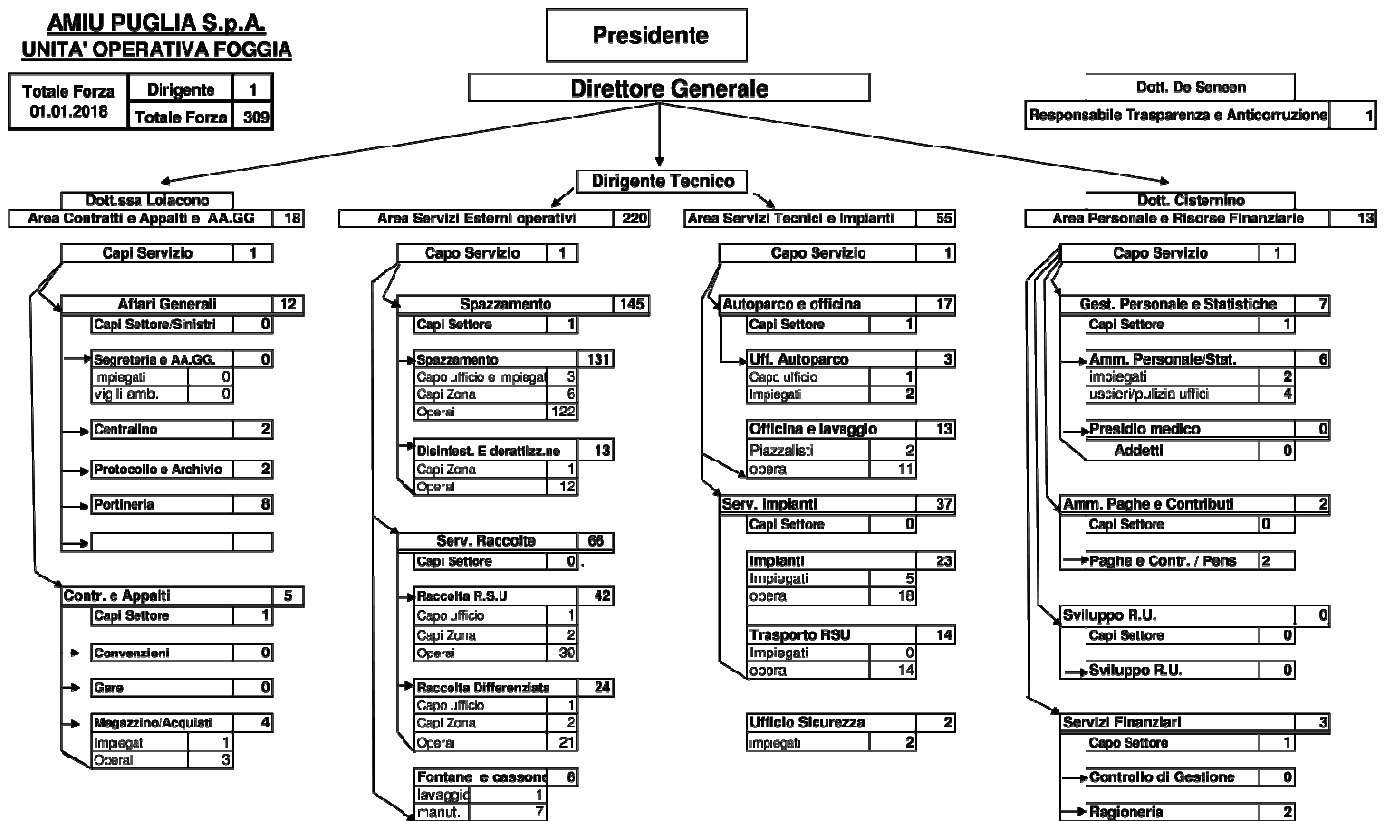 AMIU PUGLIA S.p.A.
UNITA' OPERATIVA FOGGIA
Totale Forza 01.01.2018
Dirigente 1
Totale Forza 309
Presidente
Direttore Generale
Dott. De Seneen
Responsabile Trasparenza e Anticorruzione 1
Dirigente Tecnico
Dott.ssa Loiacono
Area Contratti e Appalti e AA.GG 18
Capi Servizio 1
Affari Generali 12
Capi Settore/Sinistri 0
Segreteria e AA.GG. 0
impiegati 0
vigili amb. 0
Centralino 2
Protocollo e Archivio 2
Portineria 8
Contr. e Appalti 5
Capi Settore 1
Convenzioni 0
Gare 0
Magazzino/Acquisti 4
Impiegat 1
Operai 3
Area Servizi Esterni operativi 220
Capo Servizio 1
Spazzamento 145
Capi Settore 1
Spazzamento 131
Capo ufficio e impiegat 3
Capi Zona 6
Operai 122
Disinfest. E derattizz.ne 13
Capi Zona 1
Operai 12
Serv. Raccolte 66
Capi Settore 0.
Raccolta R.S.U 42
Capo ufficio 1
Capi Zona 2
Operai 30
Raccolta Differenziata 24
Capo ufficio 1
Capi Zona 2
Operai 21
Fontane e cassone 6
lavaggio 1
manut. 7
Area Servizi Tecnici e Impianti 55
Capo Servizio 1
Autoparco e officina 17
Capi Settore 1
Uff. Autoparco 3
Capo ufficio 1
Impiegati 2
Officina e lavaggio 13
Piazzalisti 2
opera 11
Serv. Impianti 37
Capi Settore 0
Impianti 23
Impiegati 5
opera 18
Trasporto RSU 14
Impiegati 0
opera 14
Ufficio Sicurezza 2
impiegati 2
Dott. Cisternino
Area Personale e Risorse Finanziarie 13
Capo Servizio 1
Gest. Personale e Statistiche 7
Capi Settore 1
Amm. Personale/Stat. 6
impiegati 2
uscieri/pulizia uffici 4
Presidio medico 0
Addetti 0
Amm. Paghe e Contributi 2
Capi Settore 0
Paghe e Contr. / Pens 2
Sviluppo R.U. 0
Capi Settore 0
Sviluppo R.U. 0
Servizi Finanziari 3
Capo Settore 1
Controllo di Gestione 0
Ragioneria 2